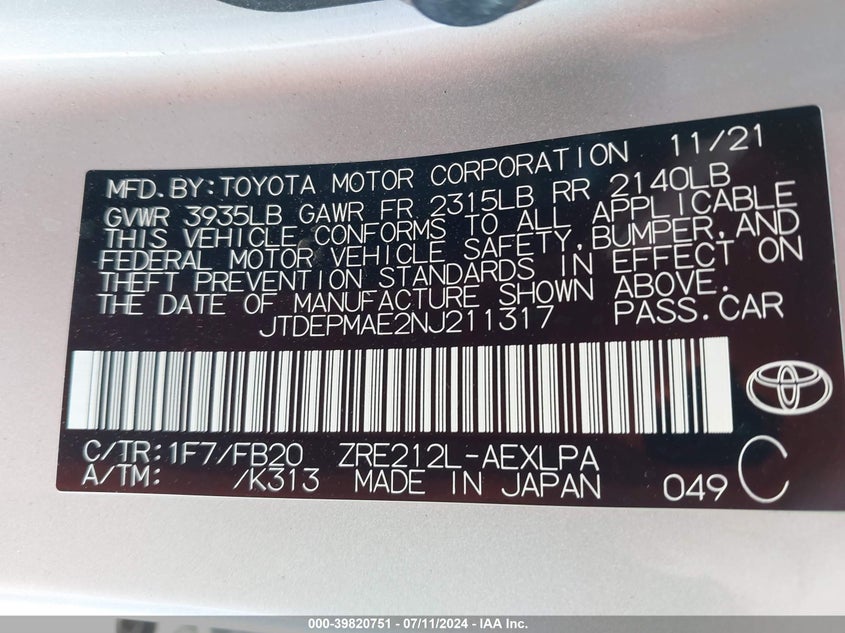 MFD. BY: TOYOTA MOTOR CORPORATION 11/21
GVWR 3935LB GAWR FR 2315LB RR 2140LB
THIS VEHICLE CONFORMS TO ALL APPLICABLE
FEDERAL MOTOR VEHICLE SAFETY, BUMPER, AND
THEFT PREVENTION STANDARDS IN EFFECT ON
THE DATE OF MANUFACTURE SHOWN ABOVE.
JTDEPMAE2NJ211317 PASS. CAR
C/TR: 1F7/FB20 ZRE212L-AEXLPA
A/TM: /K313 MADE IN JAPAN 049 C
000-39820751 - 07/11/2024 - IAA Inc.